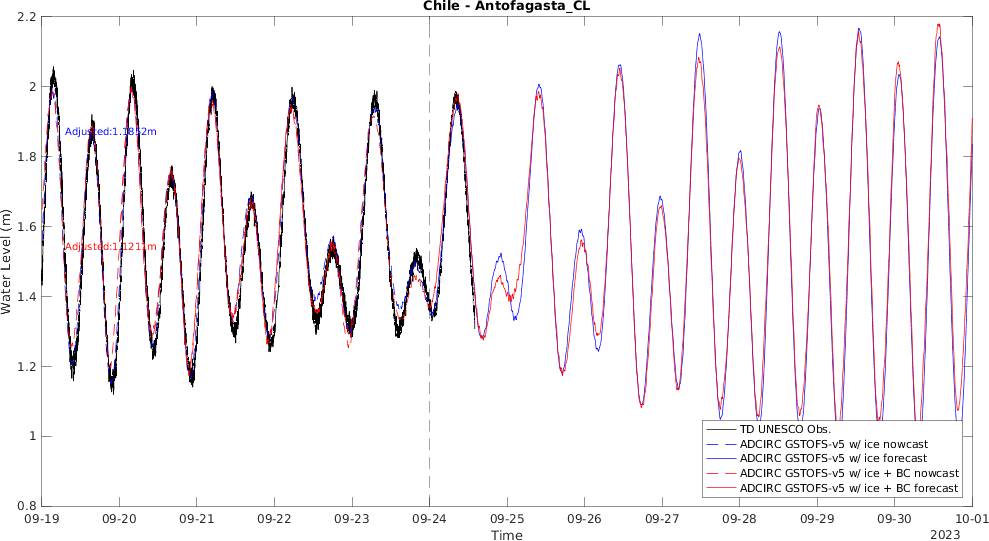 Chile - Antofagasta_CL
2.2
2
1.8
1.6
1.4
1.2
1
0.8
Water Level (m)
Adjusted:1.1852m
Adjusted:1.1211m
TD UNESCO Obs.
ADCIRC GSTOFS-v5 w/ ice nowcast
ADCIRC GSTOFS-v5 w/ ice forecast
ADCIRC GSTOFS-v5 w/ ice + BC nowcast
ADCIRC GSTOFS-v5 w/ ice + BC forecast
09-19 09-20 09-21 09-22 09-23 09-24 09-25 09-26 09-27 09-28 09-29 09-30 10-01
Time
2023